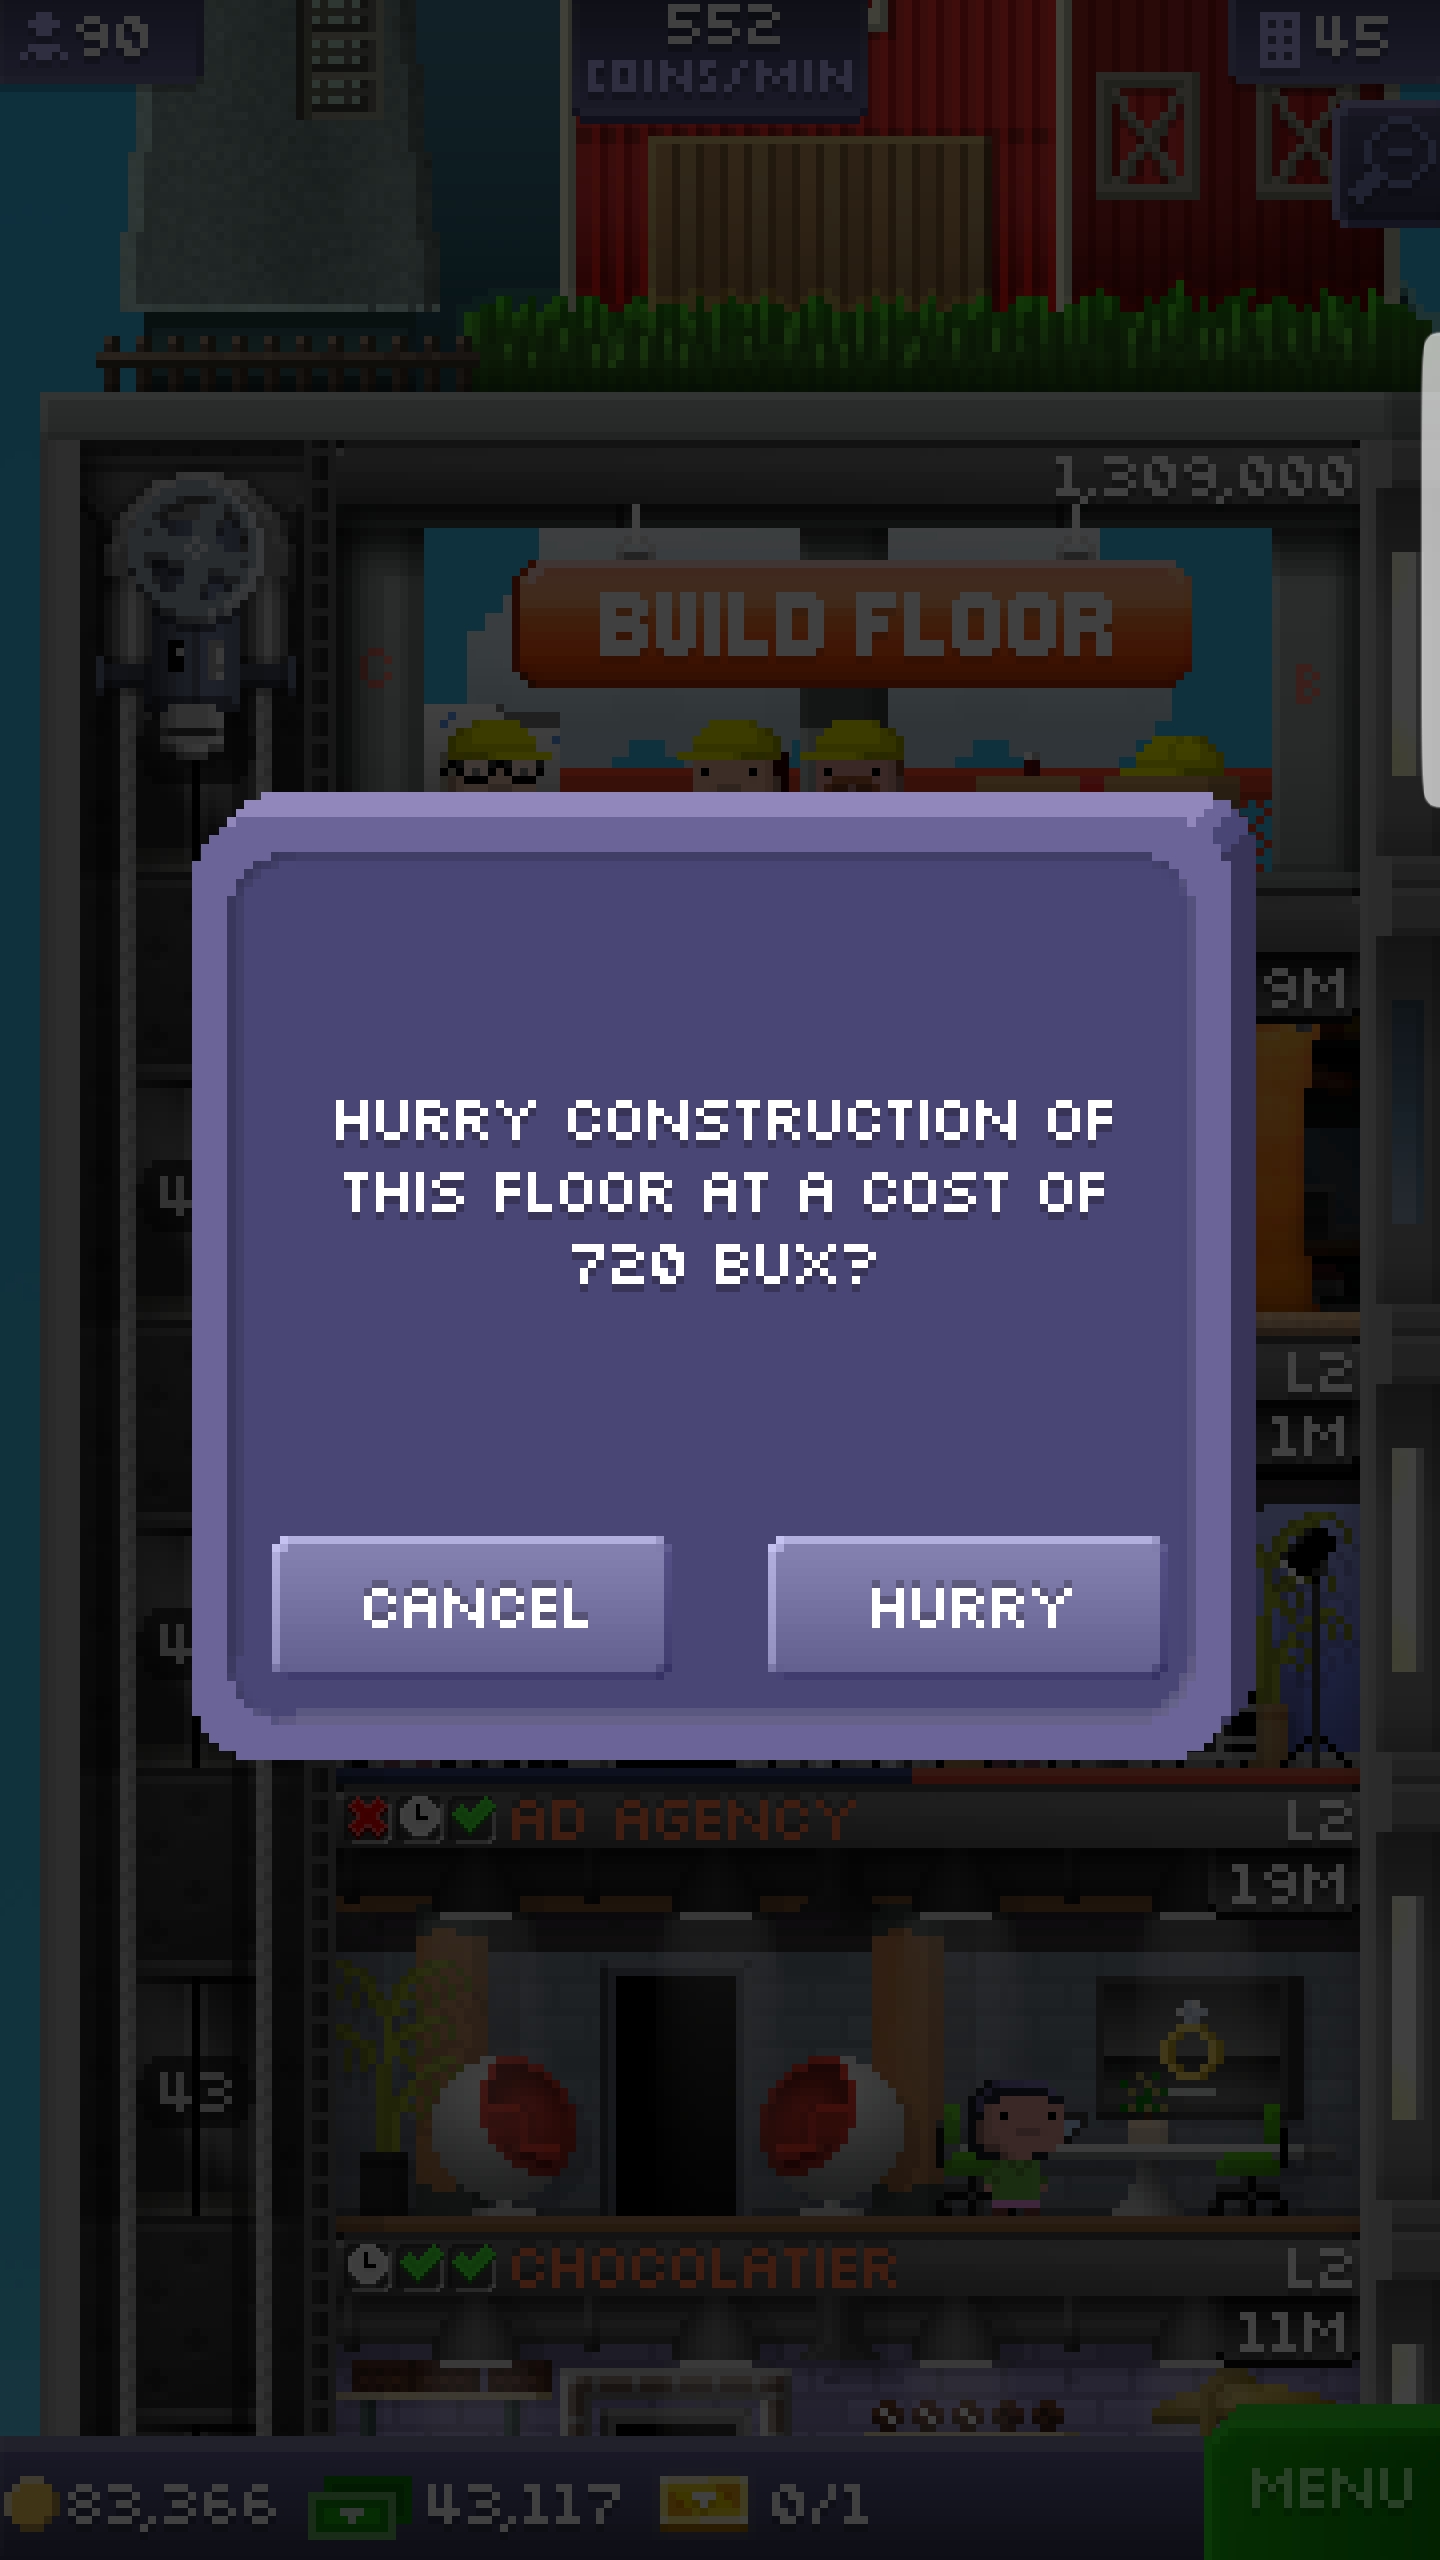 90
552
COINS/MIN
45
1,309,000
BUILD FLOOR
C
B
9M
HURRY CONSTRUCTION OF
THIS FLOOR AT A COST OF
720 BUX?
L2
1M
CANCEL
HURRY
AD AGENCY
L2
19M
43
CHOCOLATIER
L2
11M
83,366
43,117
0/1
MENU